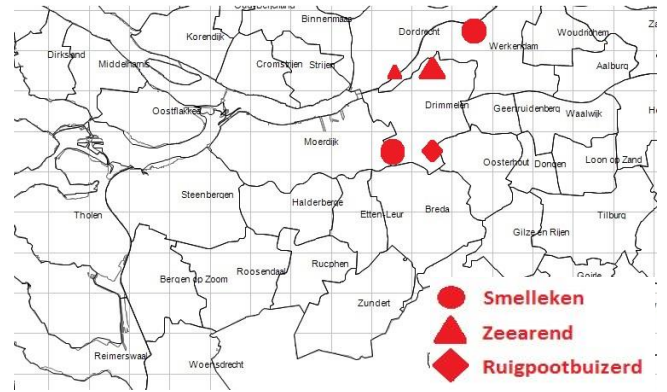 Binnenmaas
Korendijk
Dordrecht
Woudrichem
Werkendam
Dirksland
Middelharnis
Cromstrijen
Strijen
Aalburg
Oostflakkee
Drimmelen
Geertruidenberg
Waalwijk
Moerdijk
Oosterhout
Dongen
Loon op Zand
Steenbergen
Halderberge
Etten-Leur
Breda
Tholen
Tilburg
Gilze en Rijen
Roosendaal
Rucphen
Bergen op Zoom
Goirle
Zundert
Smelleken
Zeearend
Reimerswaal
Woensdrecht
Ruigpootbuizerd